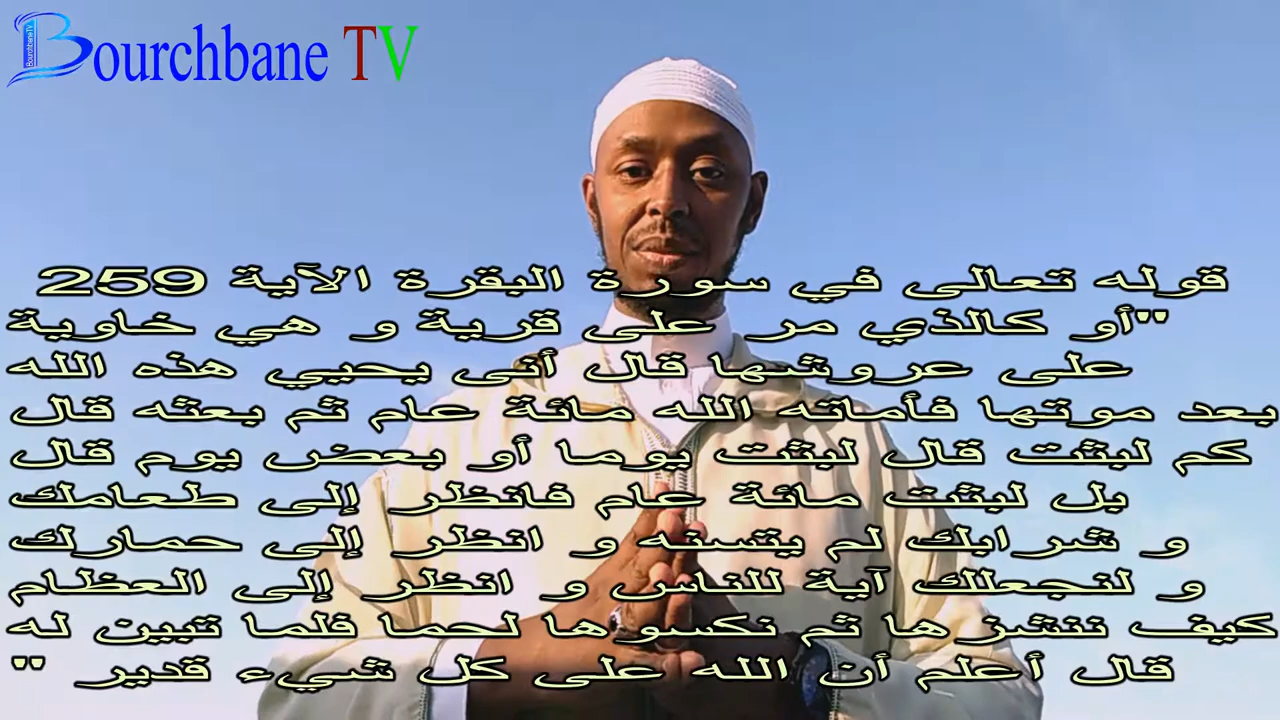 Bourchbane TV
قوله تعالى في سورة البقرة الآية 259
"أو كالذي مر على قرية و هي خاوية
على عروشها قال أنى يحيي هذه الله
بعد موتها فأماته الله مائة عام ثم بعثه قال
كم لبثت قال لبثت يوما أو بعض يوم قال
بل لبثت مائة عام فانظر إلى طعامك
و شرابك لم يتسنه و انظر إلى حمارك
و لنجعلك آية للناس و انظر إلى العظام
كيف ننشزها ثم نكسوها لحما فلما تبين له
قال أعلم أن الله على كل شيء قدير "